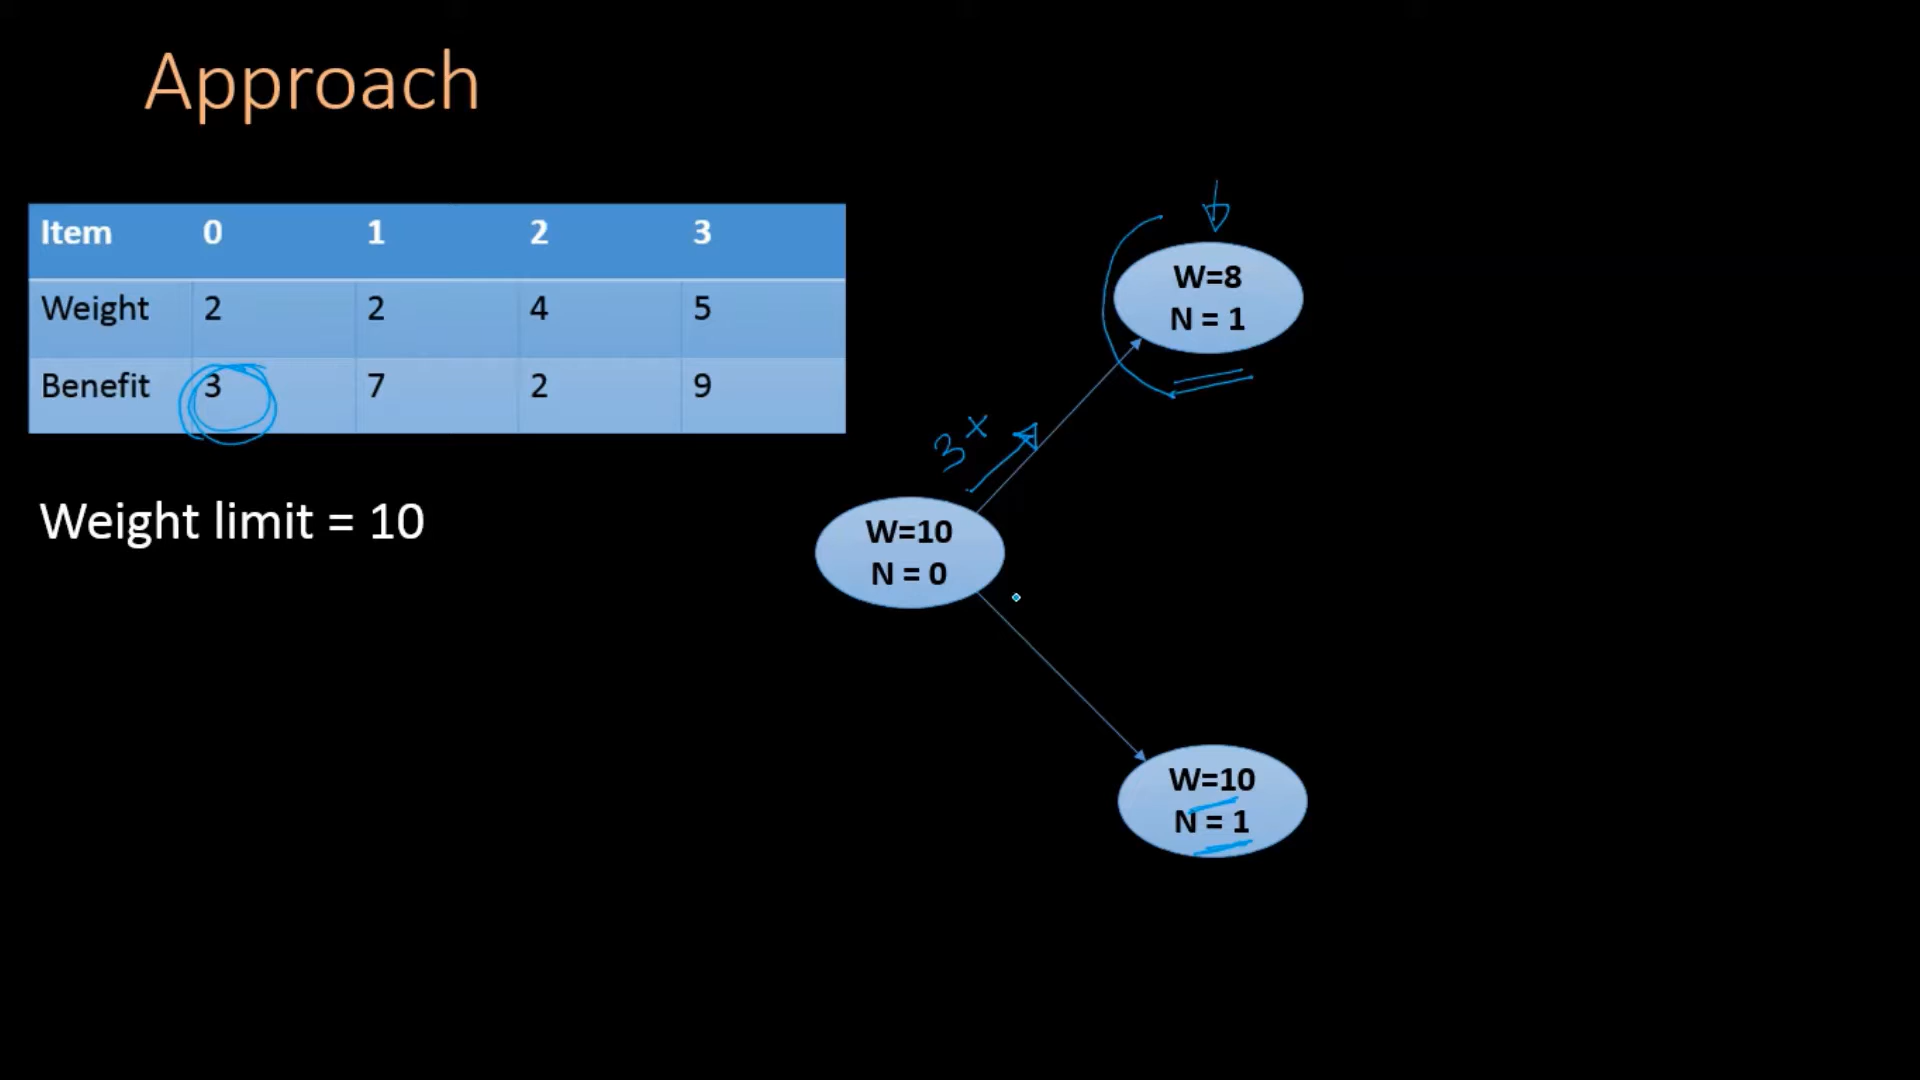 Approach
Item 0 1 2 3
Weight 2 2 4 5
Benefit 3 7 2 9
Weight limit = 10
W=8
N = 1
3 x
W=10
N = 0
W=10
N = 1